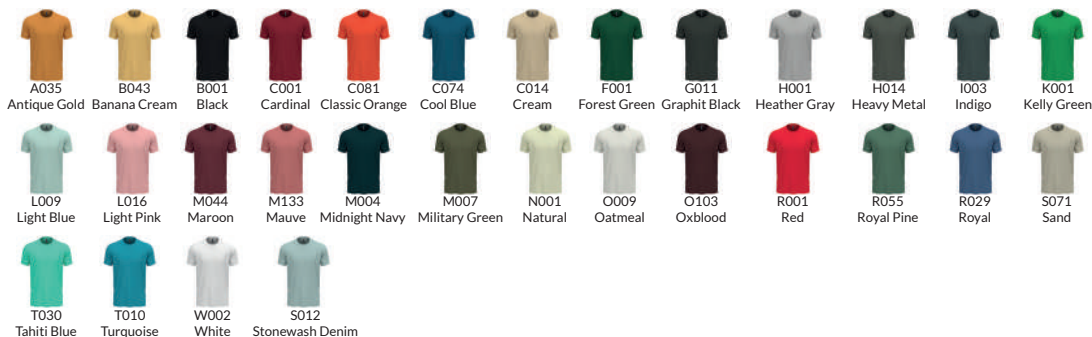 A035 B043 B001 C001 C081 C074 C014 F001 G011 H001 H014 I003 K001
Antique Gold Banana Cream Black Cardinal Classic Orange Cool Blue Cream Forest Green Graphit Black Heather Gray Heavy Metal Indigo Kelly Green
L009 L016 M044 M133 M004 M007 N001 O009 O103 R001 R055 R029 S071
Light Blue Light Pink Maroon Mauve Midnight Navy Military Green Natural Oatmeal Oxblood Red Royal Pine Royal Sand
T030 T010 W002 S012
Tahiti Blue Turquoise White Stonewash Denim